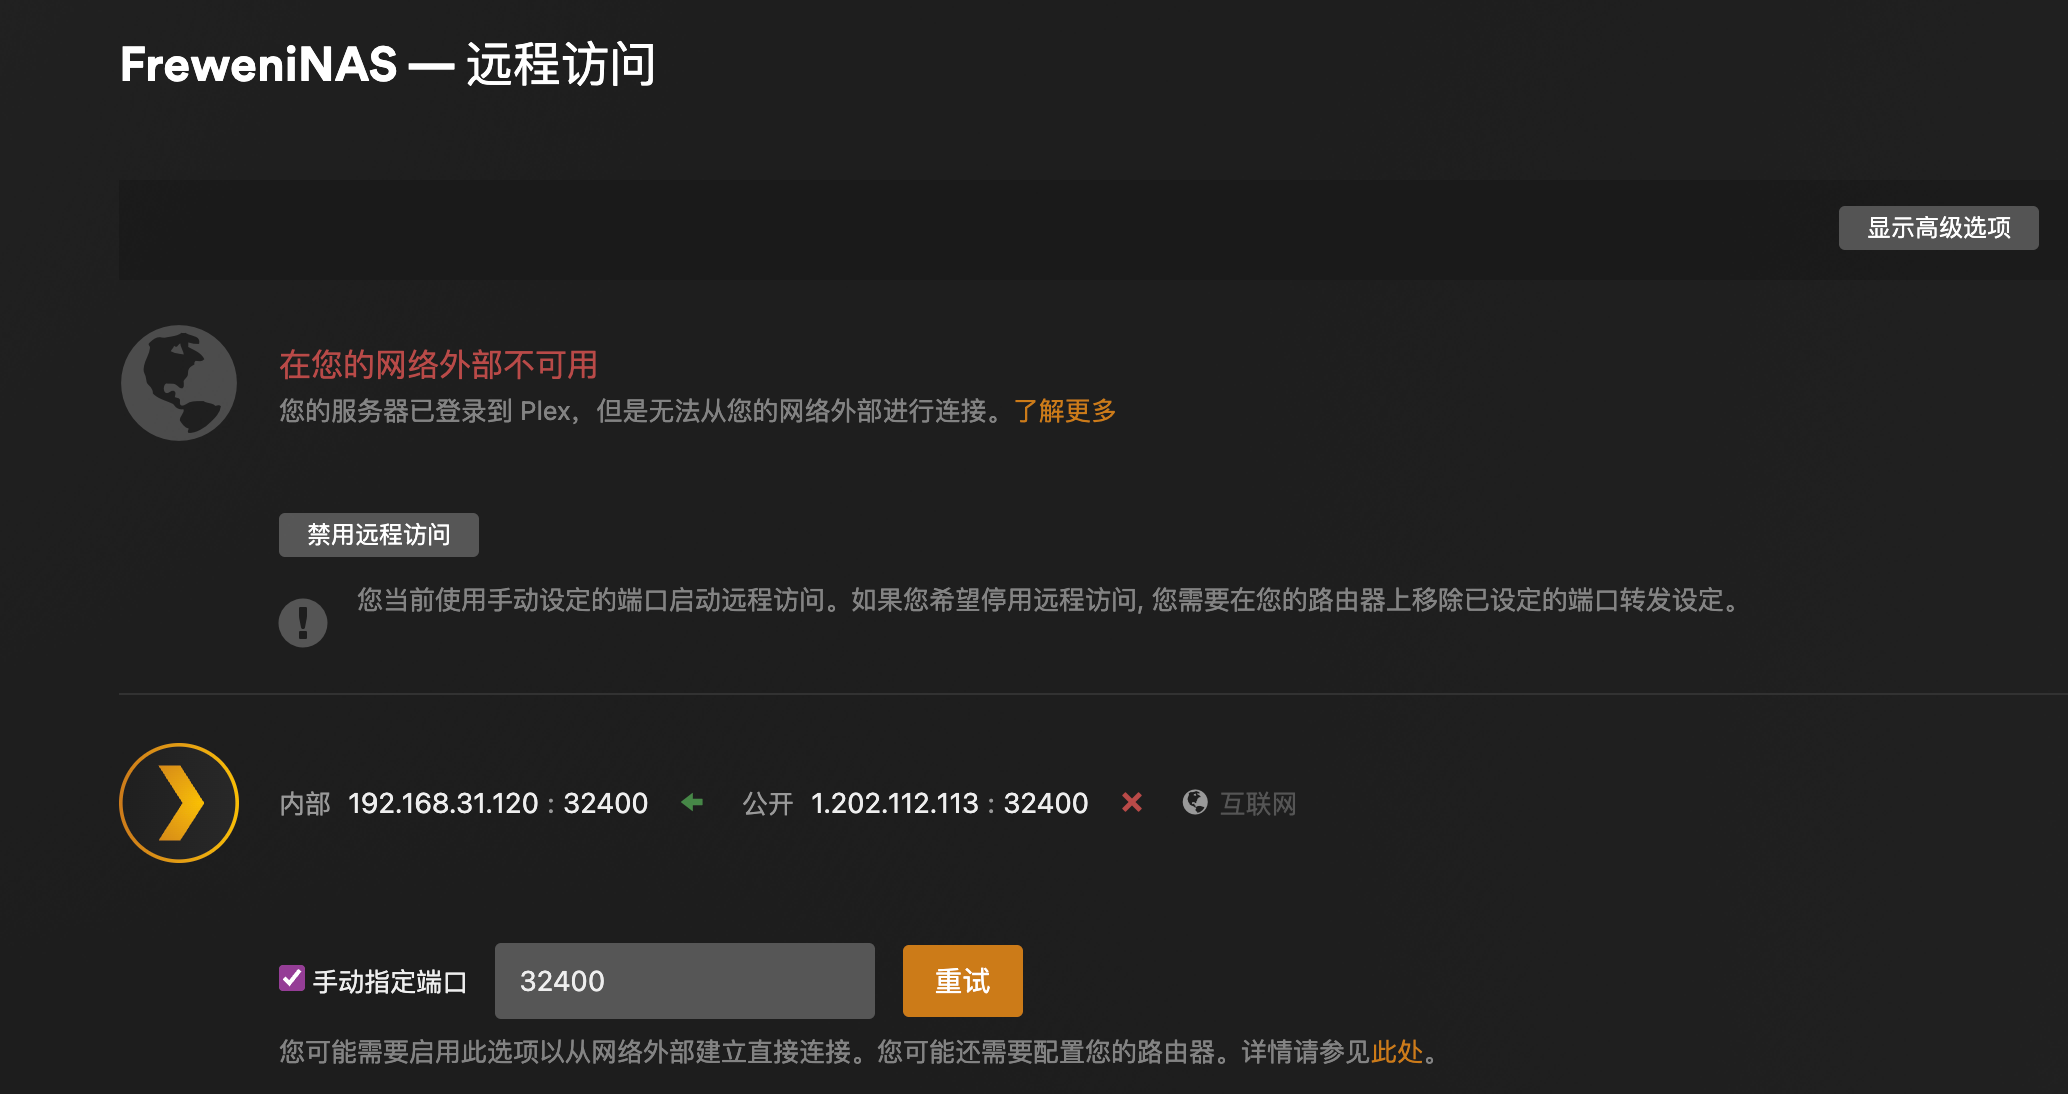 FreweniNAS — 远程访问
显示高级选项
在您的网络外部不可用
您的服务器已登录到 Plex，但是无法从您的网络外部进行连接。了解更多
禁用远程访问
您当前使用手动设定的端口启动远程访问。如果您希望停用远程访问, 您需要在您的路由器上移除已设定的端口转发设定。
内部 192.168.31.120 : 32400 公开 1.202.112.113 : 32400 互联网
手动指定端口 32400 重试
您可能需要启用此选项以从网络外部建立直接连接。您可能还需要配置您的路由器。详情请参见此处。